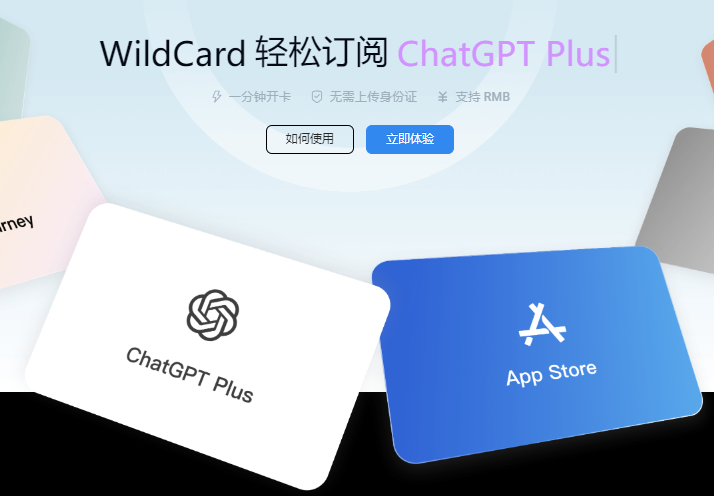 WildCard 轻松订阅 ChatGPT Plus
一分钟开卡 无需上传身份证 ¥ 支持 RMB
如何使用 立即体验
rney
ChatGPT Plus
App Store